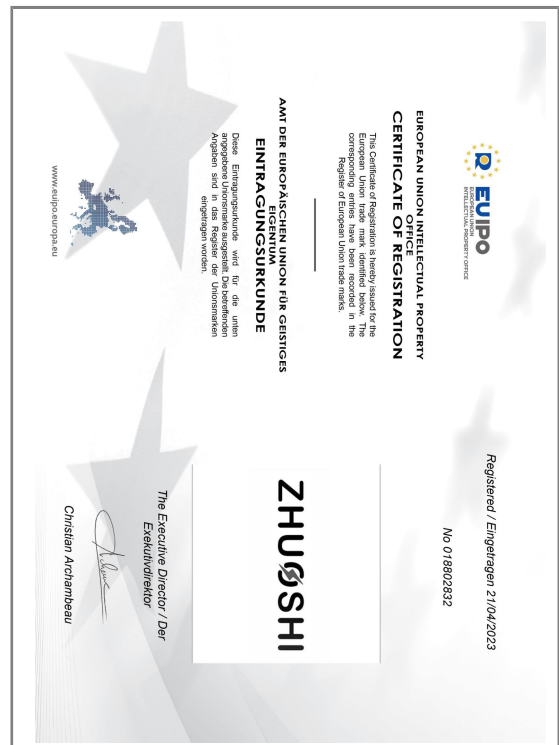 EUIPO
EUROPEAN UNION
INTELLECTUAL PROPERTY OFFICE
Registered / Eingetragen 21/04/2023
No 018802832
EUROPEAN UNION INTELLECTUAL PROPERTY
OFFICE
CERTIFICATE OF REGISTRATION
This Certificate of Registration is hereby issued for the
European Union trade mark identified below. The
corresponding entries have been recorded in the
Register of European Union trade marks.
AMT DER EUROPÄISCHEN UNION FÜR GEISTIGES
EIGENTUM
EINTRAGUNGSURKUNDE
Diese Eintragungsurkunde wird für die unten
angegebene Unionsmarke ausgestellt. Die betreffenden
Angaben sind in das Register der Unionsmarken
eingetragen worden.
www.euipo.europa.eu
ZHUOSHI
The Executive Director / Der
Exekutivdirektor
Christian Archambeau